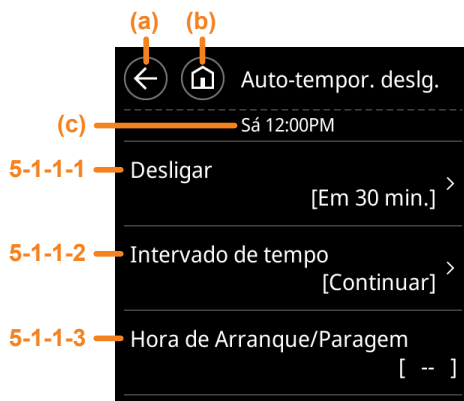 (a) (b)
Auto-tempor. deslg.
(c) Sá 12:00PM
5-1-1-1 Desligar
[Em 30 min.]
5-1-1-2 Intervado de tempo
[Continuar]
5-1-1-3 Hora de Arranque/Paragem
[ -- ]